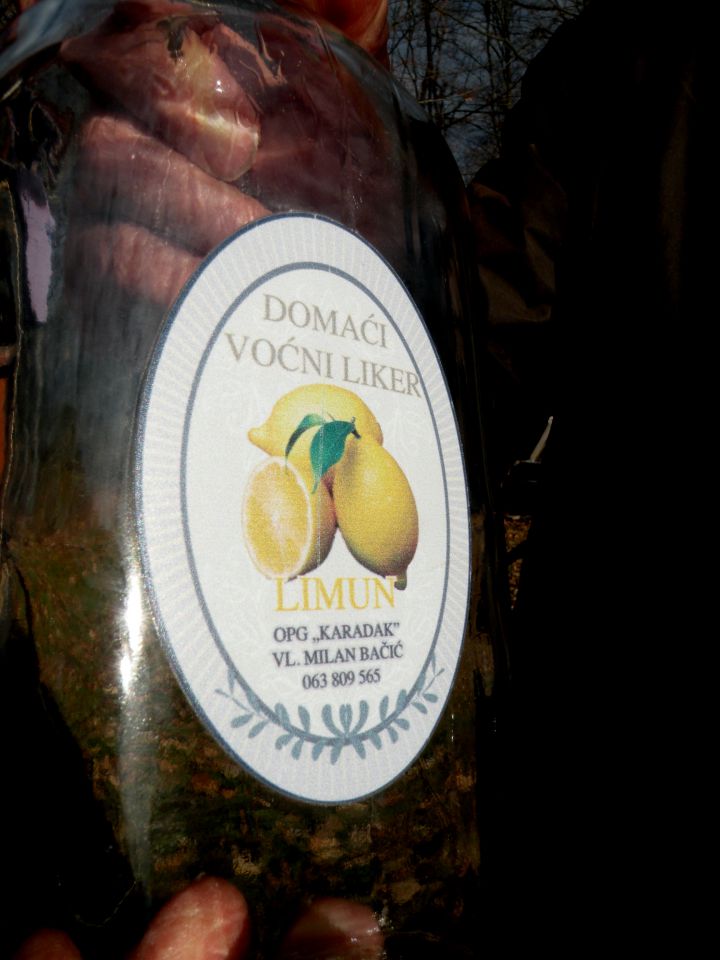 DOMAĆI
VOĆNI LIKER
LIMUN
OPG „KARADAK”
VL. MILAN BAČIĆ
063 809 565